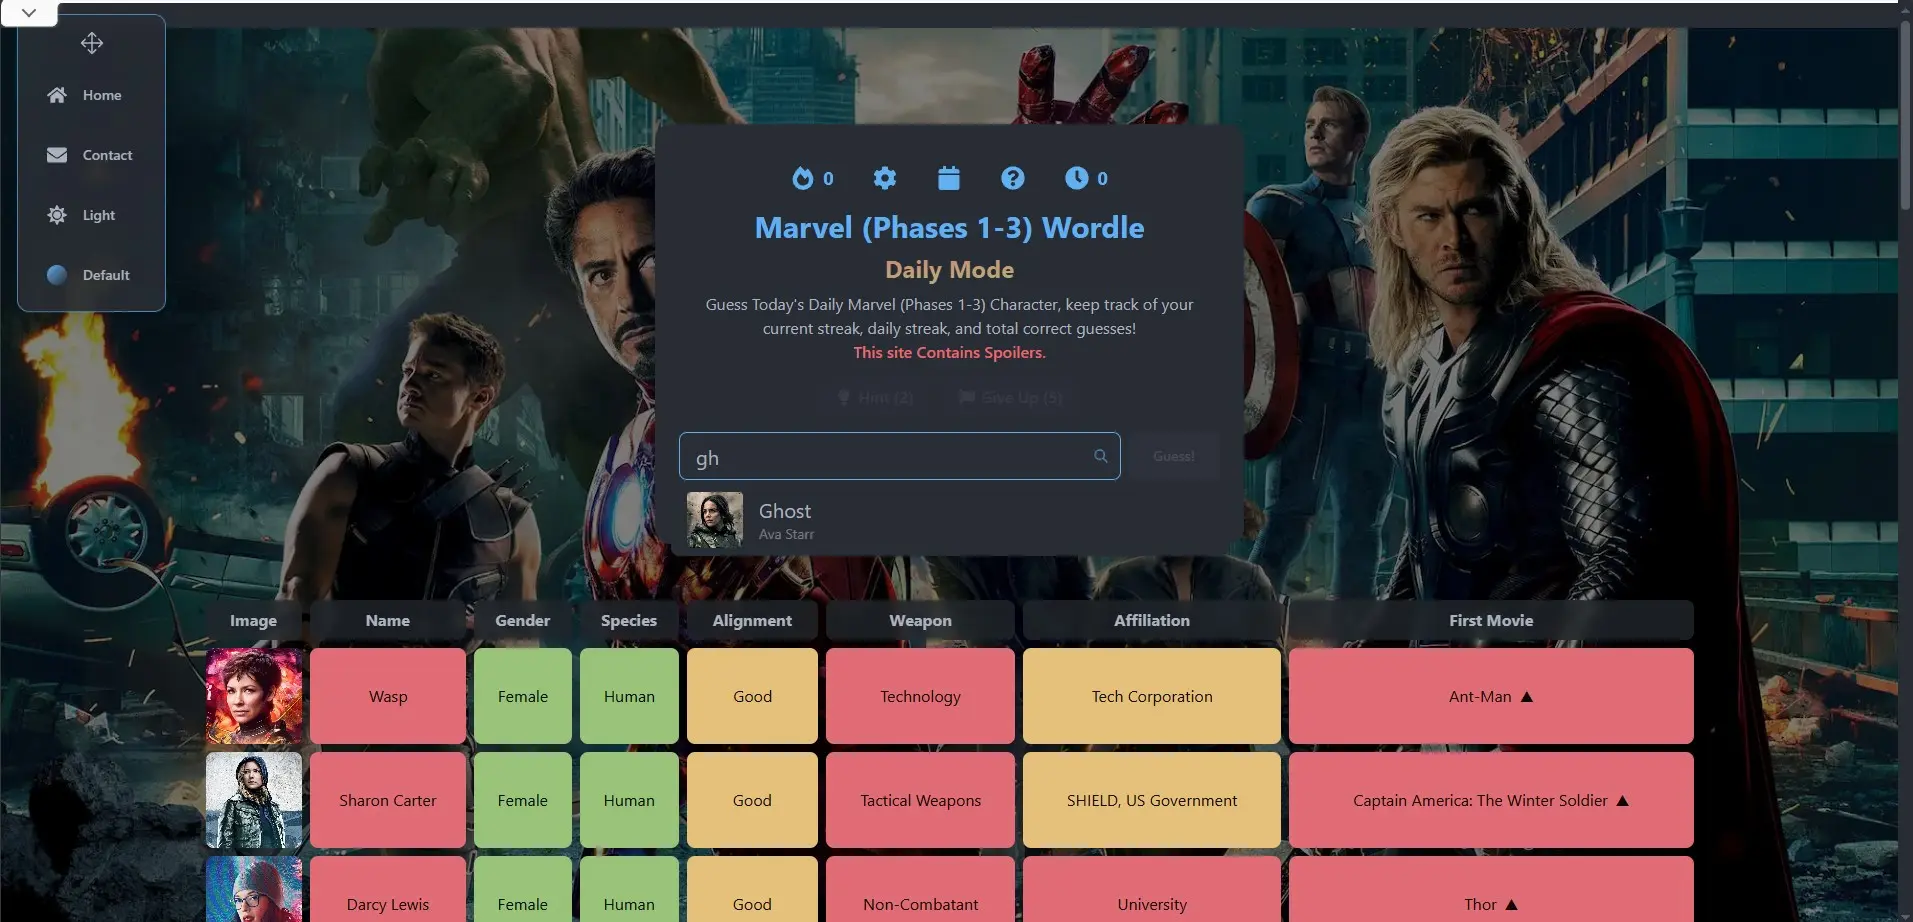 Home
Contact
Light
Default
0
0
Marvel (Phases 1-3) Wordle
Daily Mode
Guess Today's Daily Marvel (Phases 1-3) Character, keep track of your
current streak, daily streak, and total correct guesses!
This site Contains Spoilers.
Hint (2) Give Up (5)
gh
Guess!
Ghost
Ava Starr
Image Name Gender Species Alignment Weapon Affiliation First Movie
Wasp Female Human Good Technology Tech Corporation Ant-Man ▲
Sharon Carter Female Human Good Tactical Weapons SHIELD, US Government Captain America: The Winter Soldier ▲
Darcy Lewis Female Human Good Non-Combatant University Thor ▲